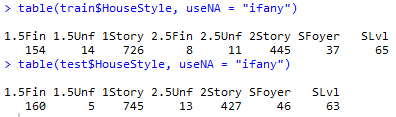 > table(train$HouseStyle, useNA = "ifany")
1.5Fin 1.5Unf 1Story 2.5Fin 2.5Unf 2Story SFoyer SLvl
154 14 726 8 11 445 37 65
> table(test$HouseStyle, useNA = "ifany")
1.5Fin 1.5Unf 1Story 2.5Unf 2Story SFoyer SLvl
160 5 745 13 427 46 63